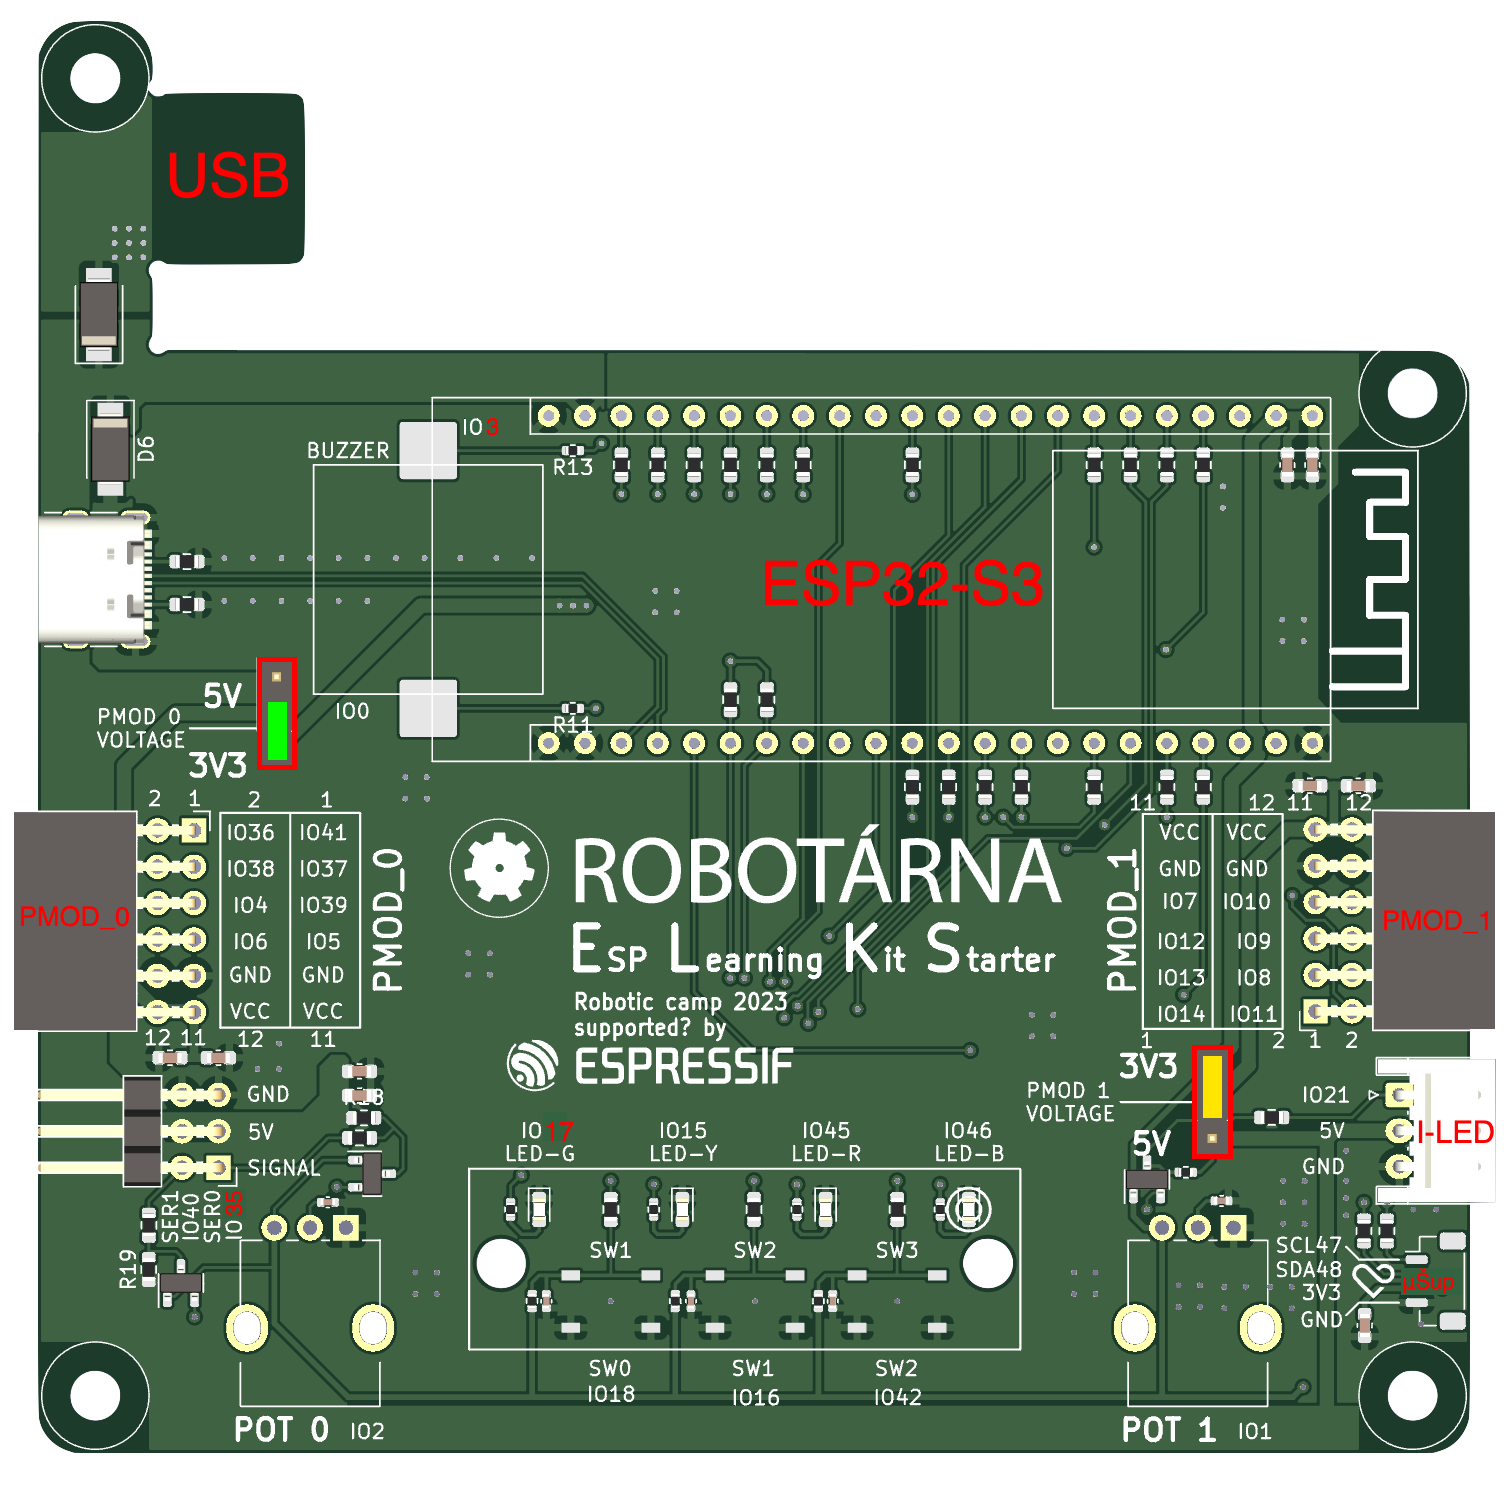 USB
D6
BUZZER
IO3
R13
ESP32-S3
5V
PMOD 0
VOLTAGE
3V3
IO0
R11
2 1
2 1
IO36 IO41
IO38 IO37
IO4 IO39
IO6 IO5
GND GND
VCC VCC
12 11
12 11
PMOD_0
PMOD_0
ROBOTÁRNA
ESP Learning Kit Starter
Robotic camp 2023
supported? by
ESPRESSIF
11 12 11 12
VCC VCC
GND GND
IO7 IO10
IO12 IO9
IO13 IO8
IO14 IO11
1 2 1 2
PMOD_1
PMOD_1
3V3
PMOD 1
VOLTAGE
5V
GND
5V
SIGNAL
R18
SER1
IO40
SER0
IO35
R19
IO17
LED-G
IO15
LED-Y
IO45
LED-R
IO46
LED-B
SW1 SW2 SW3
SW0 SW1 SW2
IO18 IO16 IO42
IO21
5V
GND
I-LED
SCL47
SDA48
3V3
GND
µŠup
POT 0 IO2
POT 1 IO1